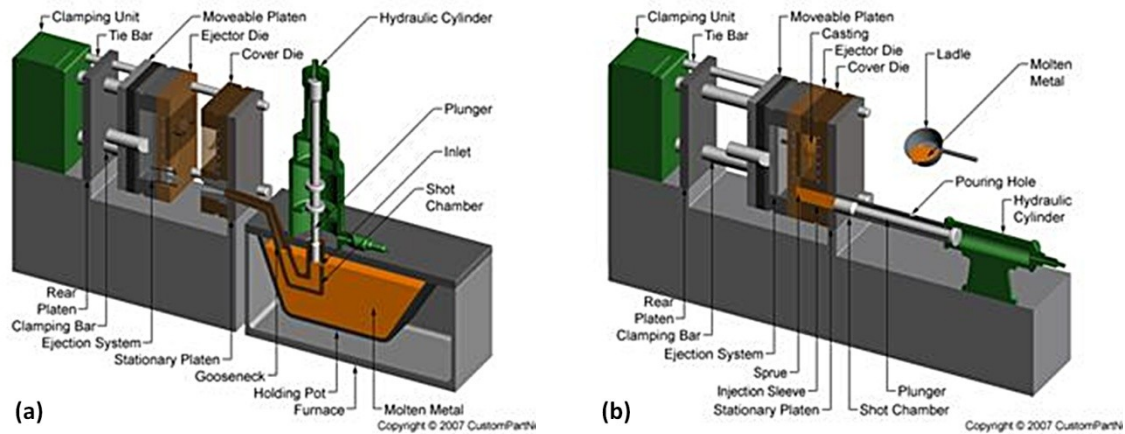 Clamping Unit
Tie Bar
Moveable Platen
Ejector Die
Cover Die
Hydraulic Cylinder
Plunger
Inlet
Shot
Chamber
Rear
Platen
Clamping Bar
Ejection System
Stationary Platen
Gooseneck
Holding Pot
Furnace
Molten Metal
(a)
Copyright © 2007 CustomPartN
Clamping Unit
Tie Bar
Moveable Platen
Casting
Ejector Die
Cover Die
Ladle
Molten
Metal
Pouring Hole
Hydraulic
Cylinder
Rear
Platen
Clamping Bar
Ejection System
Sprue
Injection Sleeve
Stationary Platen
Plunger
Shot Chamber
(b)
Copyright © 2007 CustomPartN